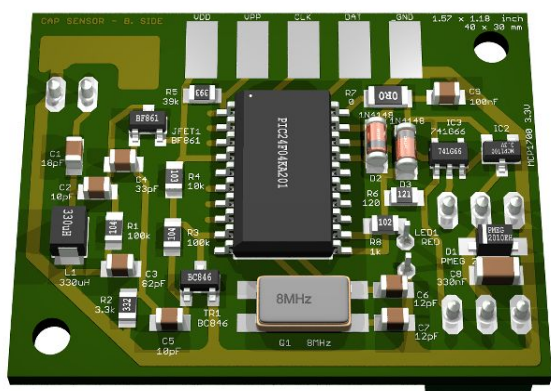 CAP SENSOR - B. SIDE
VDD
VPP
CLK
DAT
GND
1.57 x 1.18 inch
40 x 30 mm
R5
39k
393
R7
0
0R0
C9
100nF
BF861
JFET1
BF861
PIC24F04KA201
1N4148
1N4148
D2
D3
IC3
741G66
741G66
IC2
MCP1700 3.3V
C1
18pF
C4
33pF
C2
10pF
R4
10k
103
R6
120
121
330uH
L1
330uH
R1
100k
104
R3
100k
104
102
R8
1k
LED1
RED
D1
PMEG
C8
330nF
C3
82pF
BC846
TR1
BC846
R2
3.3k
332
8MHz
Q1 8MHz
C6
12pF
C7
12pF
C5
10pF